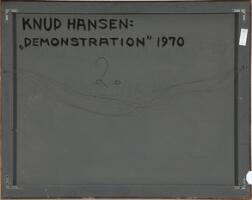 KNUD HANSEN:
„DEMONSTRATION" 1970